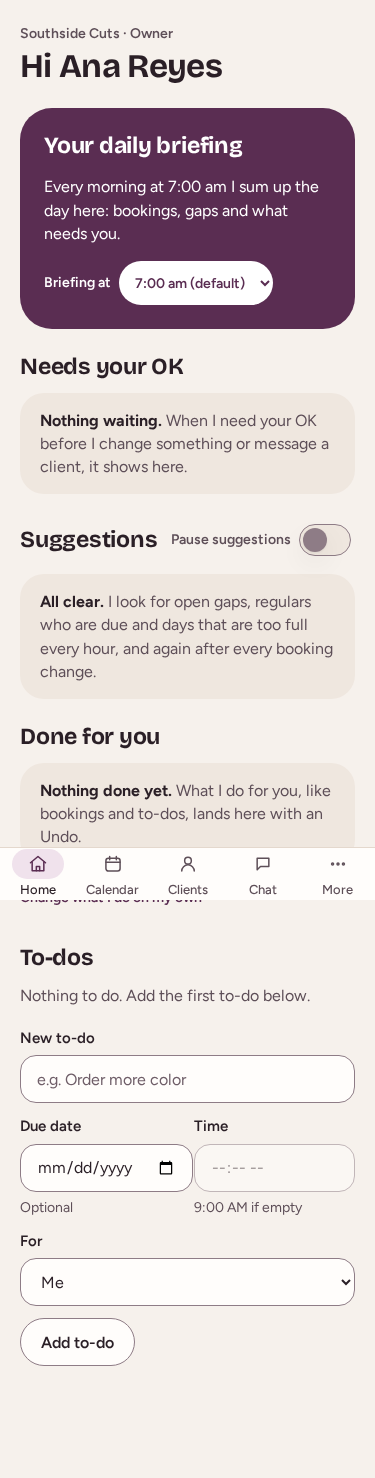 Southside Cuts · Owner
Hi Ana Reyes
Your daily briefing
Every morning at 7:00 am I sum up the
day here: bookings, gaps and what
needs you.
Briefing at 7:00 am (default)
Needs your OK
Nothing waiting. When I need your OK
before I change something or message a
client, it shows here.
Suggestions Pause suggestions
All clear. I look for open gaps, regulars
who are due and days that are too full
every hour, and again after every booking
change.
Done for you
Nothing done yet. What I do for you, like
bookings and to-dos, lands here with an
Undo.
Home Calendar Clients Chat More
Change what I do on my own
To-dos
Nothing to do. Add the first to-do below.
New to-do
e.g. Order more color
Due date Time
mm/dd/yyyy --:-- --
Optional 9:00 AM if empty
For
Me
Add to-do